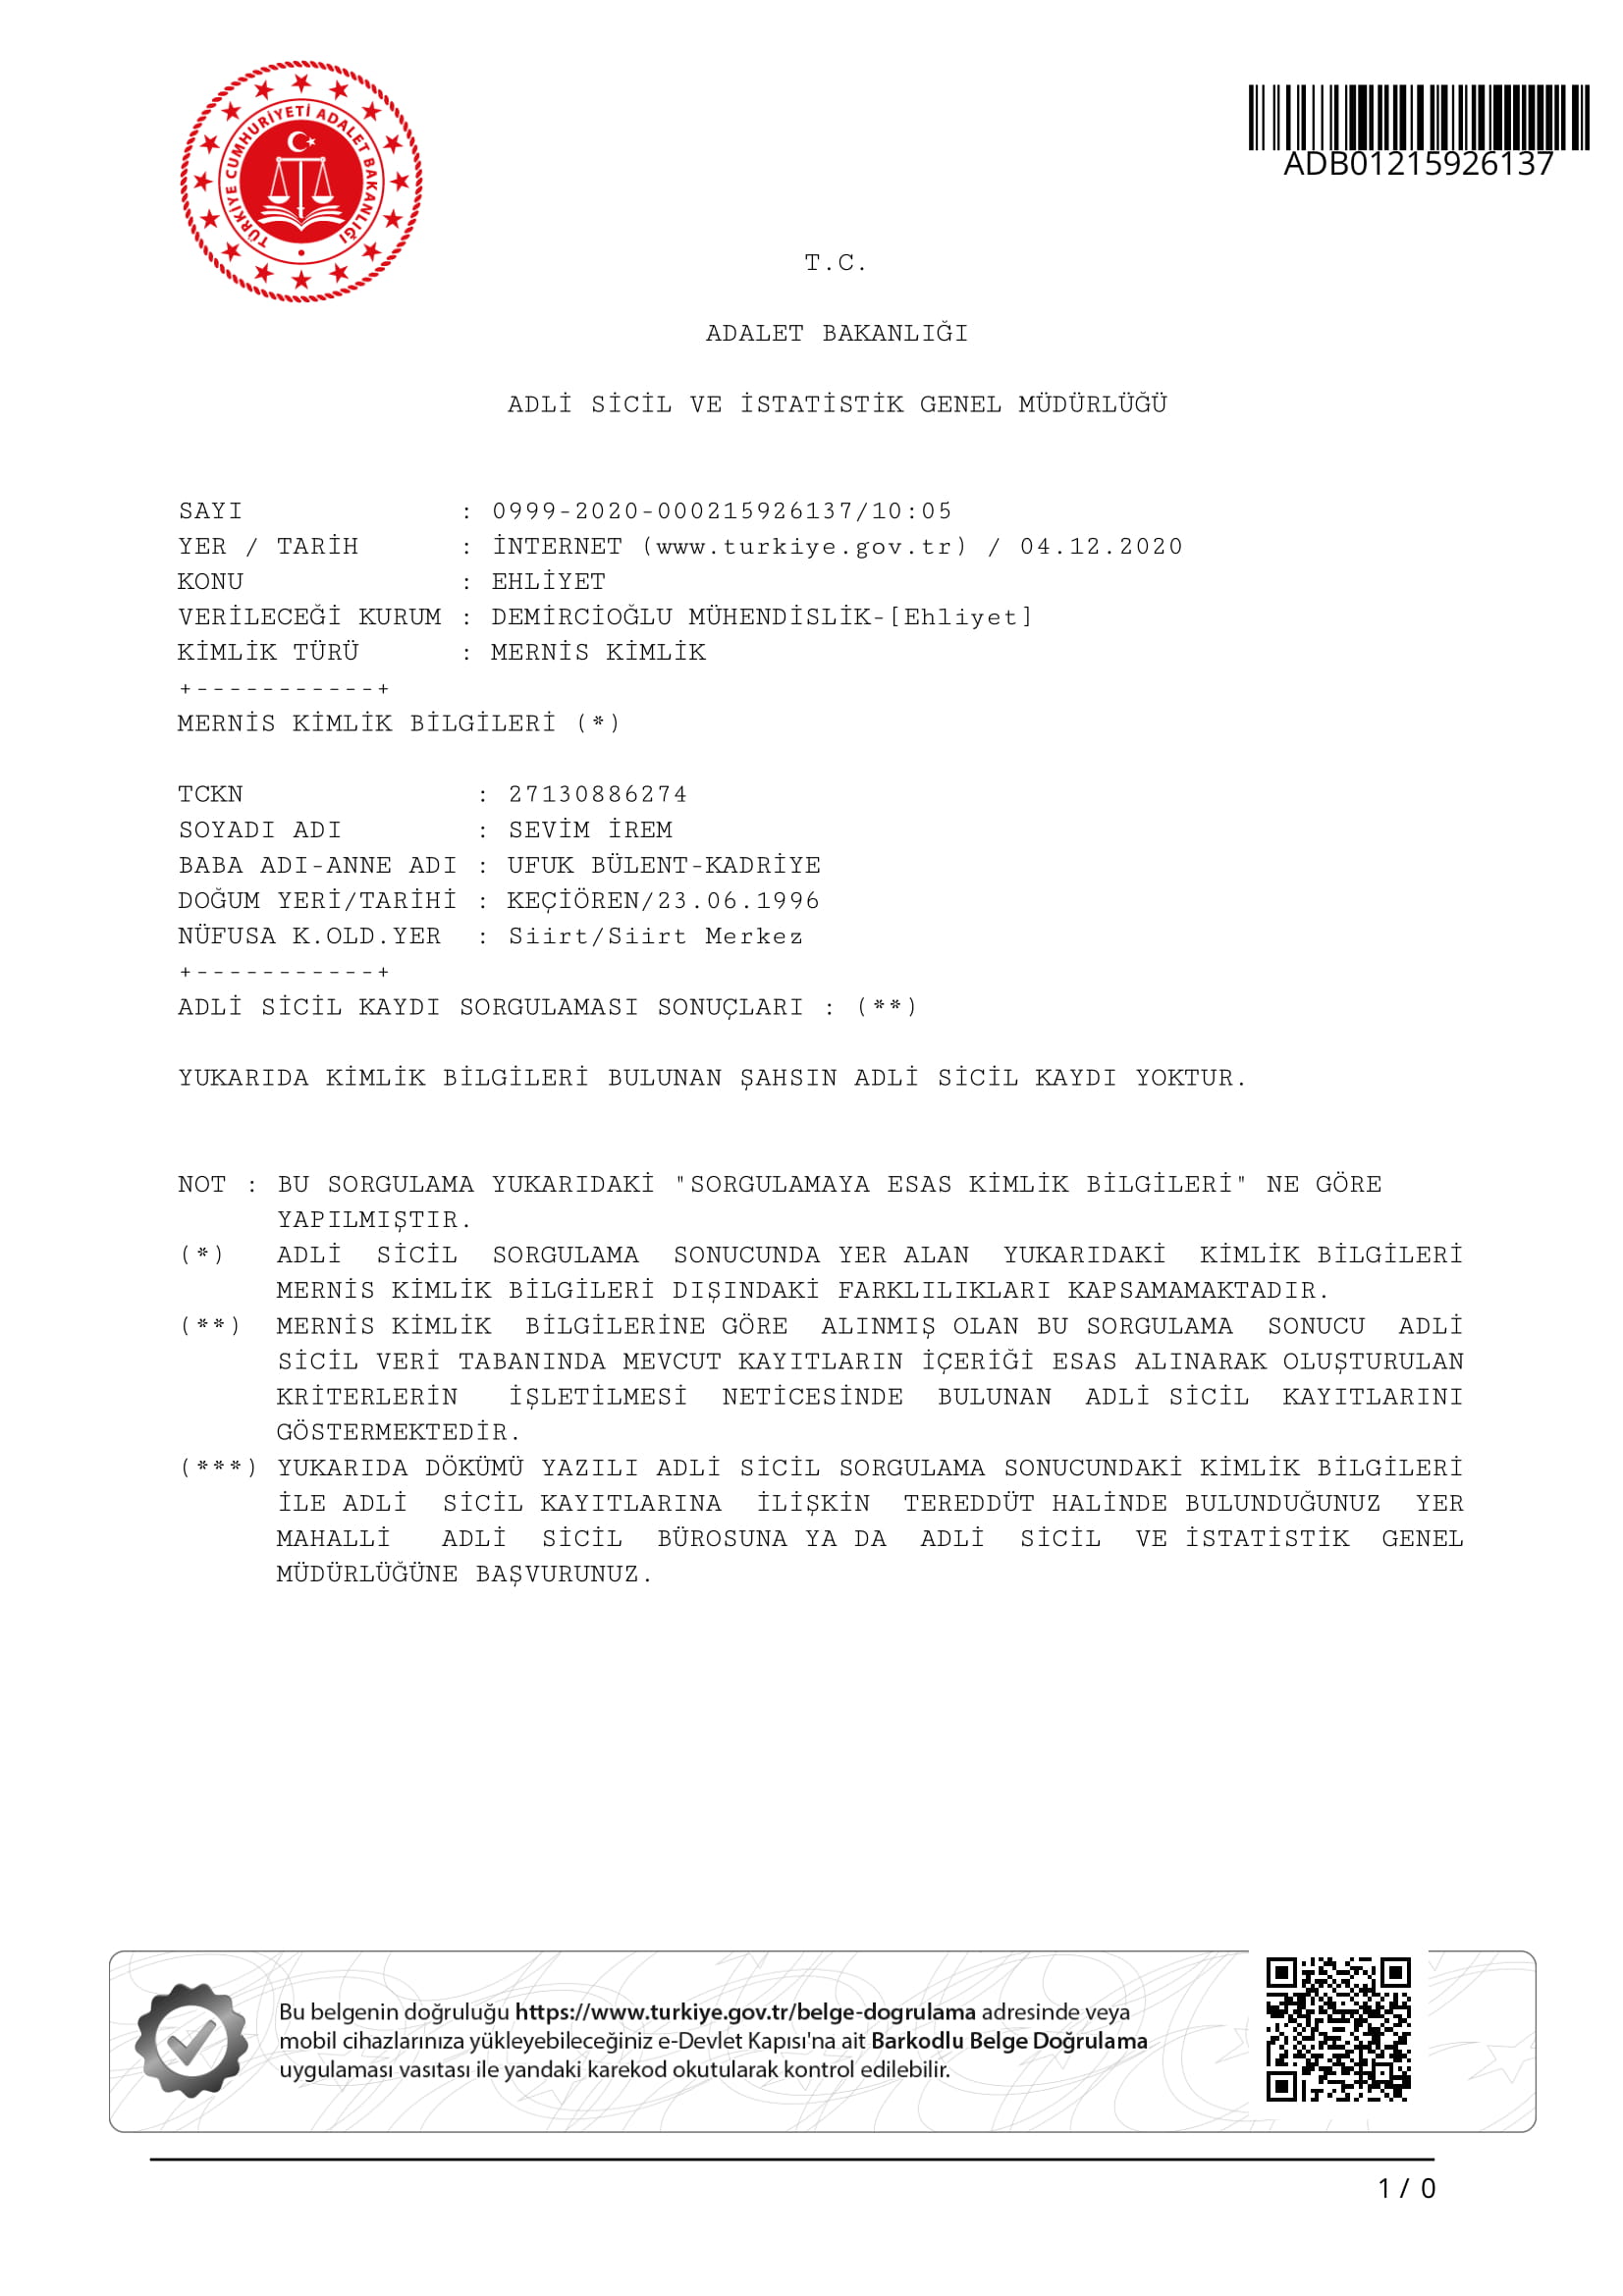 TÜRKİYE CUMHURİYETİ ADALET BAKANLIĞI
ADB01215926137
T.C.
ADALET BAKANLIĞI
ADLİ SİCİL VE İSTATİSTİK GENEL MÜDÜRLÜĞÜ
SAYI : 0999-2020-000215926137/10:05
YER / TARİH : İNTERNET (www.turkiye.gov.tr) / 04.12.2020
KONU : EHLİYET
VERİLECEĞİ KURUM : DEMİRCİOĞLU MÜHENDİSLİK-[Ehliyet]
KİMLİK TÜRÜ : MERNİS KİMLİK
+-----------+
MERNİS KİMLİK BİLGİLERİ (*)
TCKN : 27130886274
SOYADI ADI : SEVİM İREM
BABA ADI-ANNE ADI : UFUK BÜLENT-KADRİYE
DOĞUM YERİ/TARİHİ : KEÇİÖREN/23.06.1996
NÜFUSA K.OLD.YER : Siirt/Siirt Merkez
+-----------+
ADLİ SİCİL KAYDI SORGULAMASI SONUÇLARI : (**)
YUKARIDA KİMLİK BİLGİLERİ BULUNAN ŞAHSIN ADLİ SİCİL KAYDI YOKTUR.
NOT : BU SORGULAMA YUKARIDAKİ "SORGULAMAYA ESAS KİMLİK BİLGİLERİ" NE GÖRE
YAPILMIŞTIR.
(*) ADLİ SİCİL SORGULAMA SONUCUNDA YER ALAN YUKARIDAKİ KİMLİK BİLGİLERİ
MERNİS KİMLİK BİLGİLERİ DIŞINDAKİ FARKLILIKLARI KAPSAMAMAKTADIR.
(**) MERNİS KİMLİK BİLGİLERİNE GÖRE ALINMIŞ OLAN BU SORGULAMA SONUCU ADLİ
SİCİL VERİ TABANINDA MEVCUT KAYITLARIN İÇERİĞİ ESAS ALINARAK OLUŞTURULAN
KRİTERLERİN İŞLETİLMESİ NETİCESİNDE BULUNAN ADLİ SİCİL KAYITLARINI
GÖSTERMEKTEDİR.
(***) YUKARIDA DÖKÜMÜ YAZILI ADLİ SİCİL SORGULAMA SONUCUNDAKİ KİMLİK BİLGİLERİ
İLE ADLİ SİCİL KAYITLARINA İLİŞKİN TEREDDÜT HALİNDE BULUNDUĞUNUZ YER
MAHALLİ ADLİ SİCİL BÜROSUNA YA DA ADLİ SİCİL VE İSTATİSTİK GENEL
MÜDÜRLÜĞÜNE BAŞVURUNUZ.
Bu belgenin doğruluğu https://www.turkiye.gov.tr/belge-dogrulama adresinde veya
mobil cihazlarınıza yükleyebileceğiniz e-Devlet Kapısı'na ait Barkodlu Belge Doğrulama
uygulaması vasıtası ile yandaki karekod okutularak kontrol edilebilir.
1 / 0